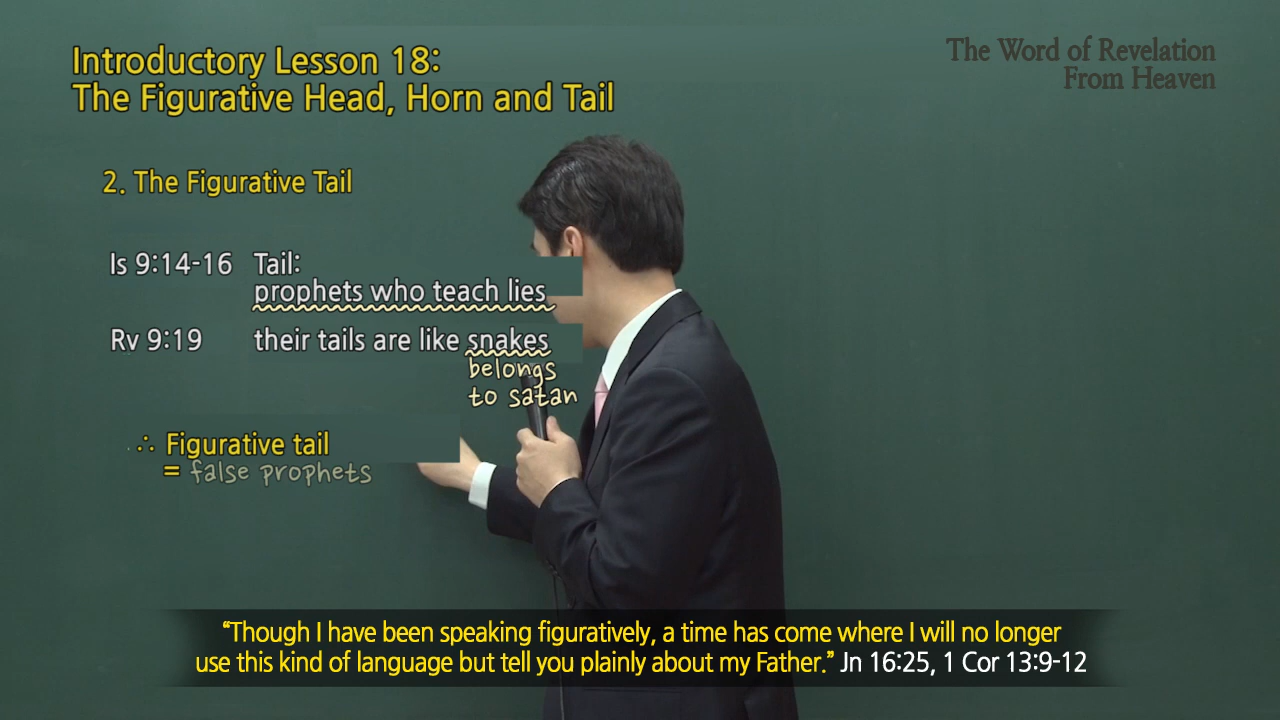 Introductory Lesson 18:
The Figurative Head, Horn and Tail
The Word of Revelation
From Heaven
2. The Figurative Tail
Is 9:14-16 Tail:
prophets who teach lies
Rv 9:19 their tails are like snakes
belongs
to satan
∴ Figurative tail
= false prophets
“Though I have been speaking figuratively, a time has come where I will no longer
use this kind of language but tell you plainly about my Father.” Jn 16:25, 1 Cor 13:9-12